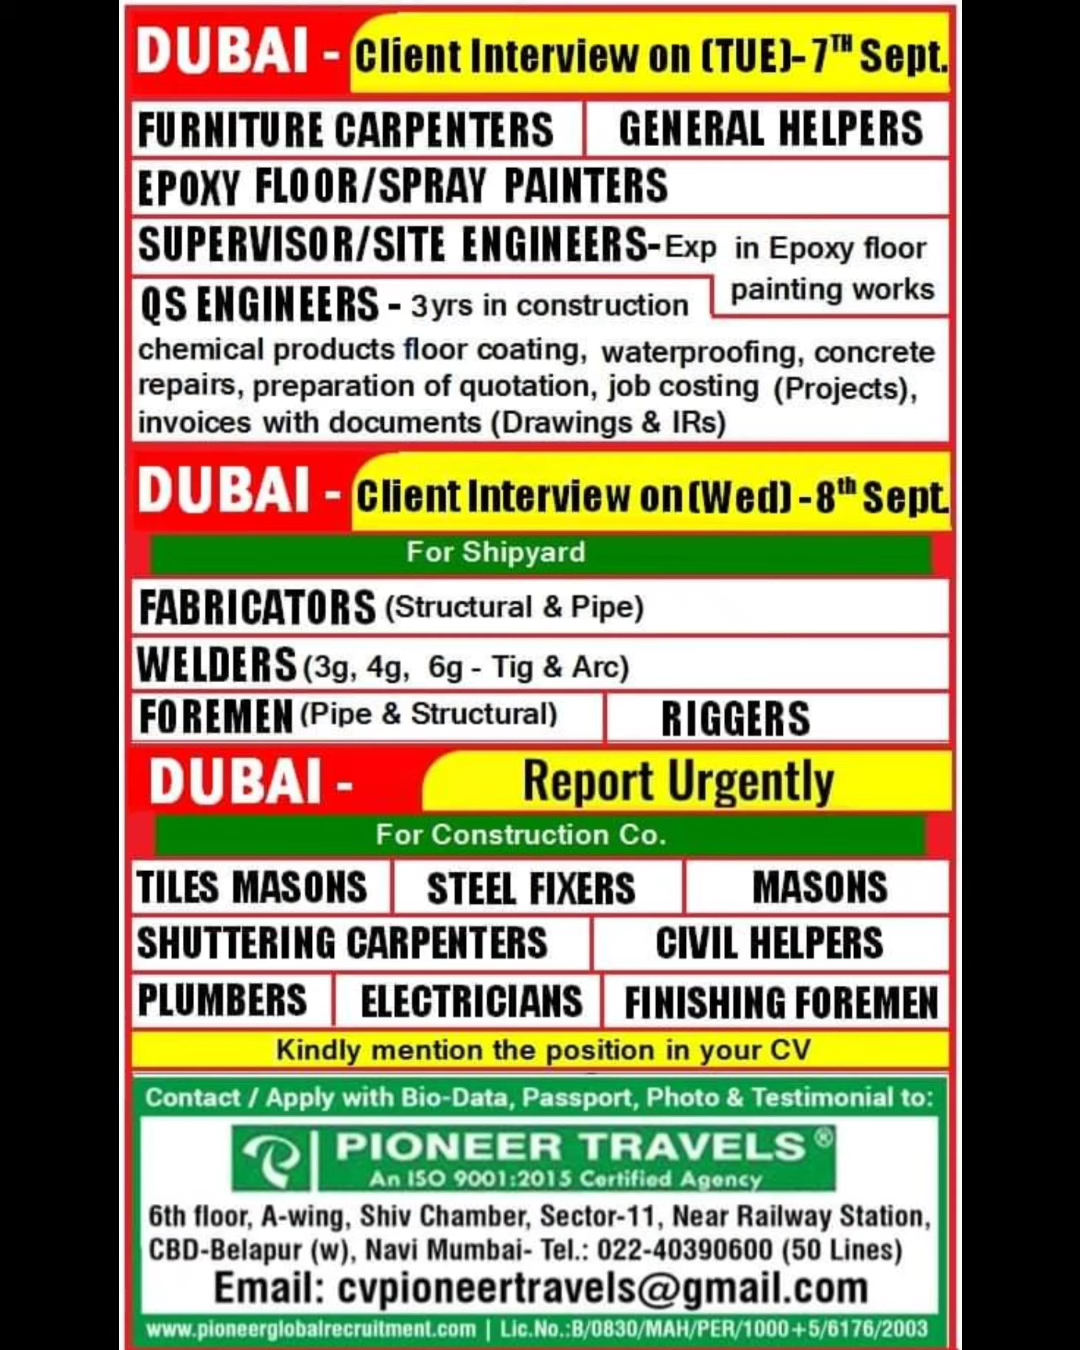 DUBAI - Client Interview on (TUE)- 7TH Sept.
FURNITURE CARPENTERS GENERAL HELPERS
EPOXY FLOOR/SPRAY PAINTERS
SUPERVISOR/SITE ENGINEERS-Exp in Epoxy floor
painting works
QS ENGINEERS - 3yrs in construction
chemical products floor coating, waterproofing, concrete
repairs, preparation of quotation, job costing (Projects),
invoices with documents (Drawings & IRs)
DUBAI - Client Interview on (Wed) - 8th Sept.
For Shipyard
FABRICATORS (Structural & Pipe)
WELDERS (3g, 4g, 6g - Tig & Arc)
FOREMEN (Pipe & Structural) RIGGERS
DUBAI - Report Urgently
For Construction Co.
TILES MASONS STEEL FIXERS MASONS
SHUTTERING CARPENTERS CIVIL HELPERS
PLUMBERS ELECTRICIANS FINISHING FOREMEN
Kindly mention the position in your CV
Contact / Apply with Bio-Data, Passport, Photo & Testimonial to:
PIONEER TRAVELS ®
An ISO 9001:2015 Certified Agency
6th floor, A-wing, Shiv Chamber, Sector-11, Near Railway Station,
CBD-Belapur (w), Navi Mumbai- Tel.: 022-40390600 (50 Lines)
Email: cvpioneertravels@gmail.com
www.pioneerglobalrecruitment.com | Lic.No.:B/0830/MAH/PER/1000+5/6176/2003